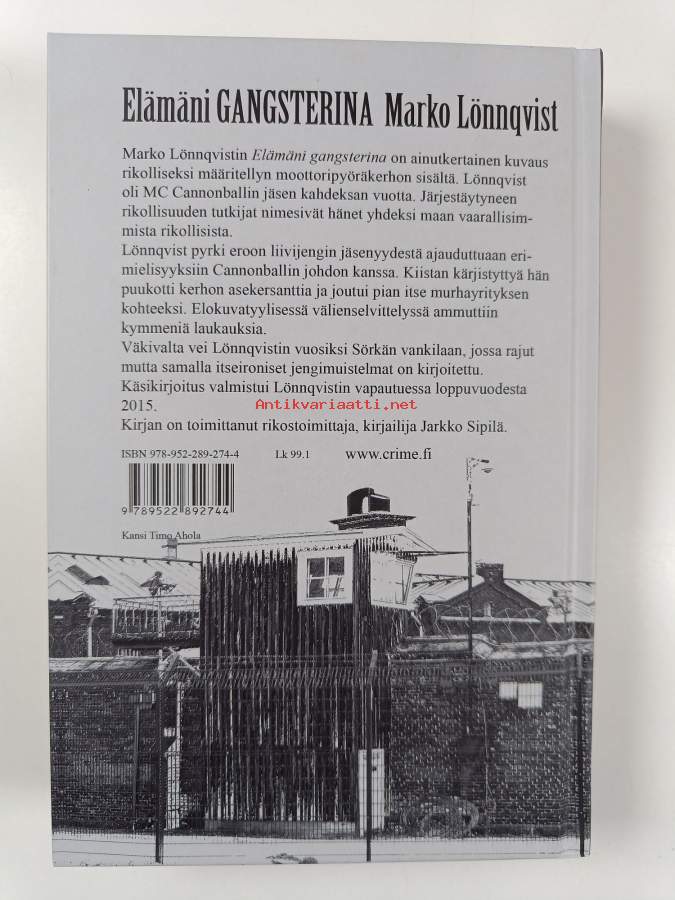 Elämäni GANGSTERINA Marko Lönnqvist
Marko Lönnqvistin Elämäni gangsterina on ainutkertainen kuvaus
rikolliseksi määritellyn moottoripyöräkerhon sisältä. Lönnqvist
oli MC Cannonballin jäsen kahdeksan vuotta. Järjestäytyneen
rikollisuuden tutkijat nimesivät hänet yhdeksi maan vaarallisim-
mista rikollisista.
Lönnqvist pyrki eroon liivijengin jäsenyydestä ajauduttuaan eri-
mielisyyksiin Cannonballin johdon kanssa. Kiistan kärjistyttyä hän
puukotti kerhon asekersanttia ja joutui pian itse murhayrityksen
kohteeksi. Elokuvatyylisessä välienselvittelyssä ammuttiin
kymmeniä laukauksia.
Väkivalta vei Lönnqvistin vuosiksi Sörkän vankilaan, jossa rajut
mutta samalla itseironiset jengimuistelmat on kirjoitettu.
Käsikirjoitus valmistui Lönnqvistin vapautuessa loppuvuodesta
2015.
Antikvariaatti.net
Kirjan on toimittanut rikostoimittaja, kirjailija Jarkko Sipilä.
ISBN 978-952-289-274-4 Lk 99.1 www.crime.fi
9 789522 892744
Kansi Timo Ahola